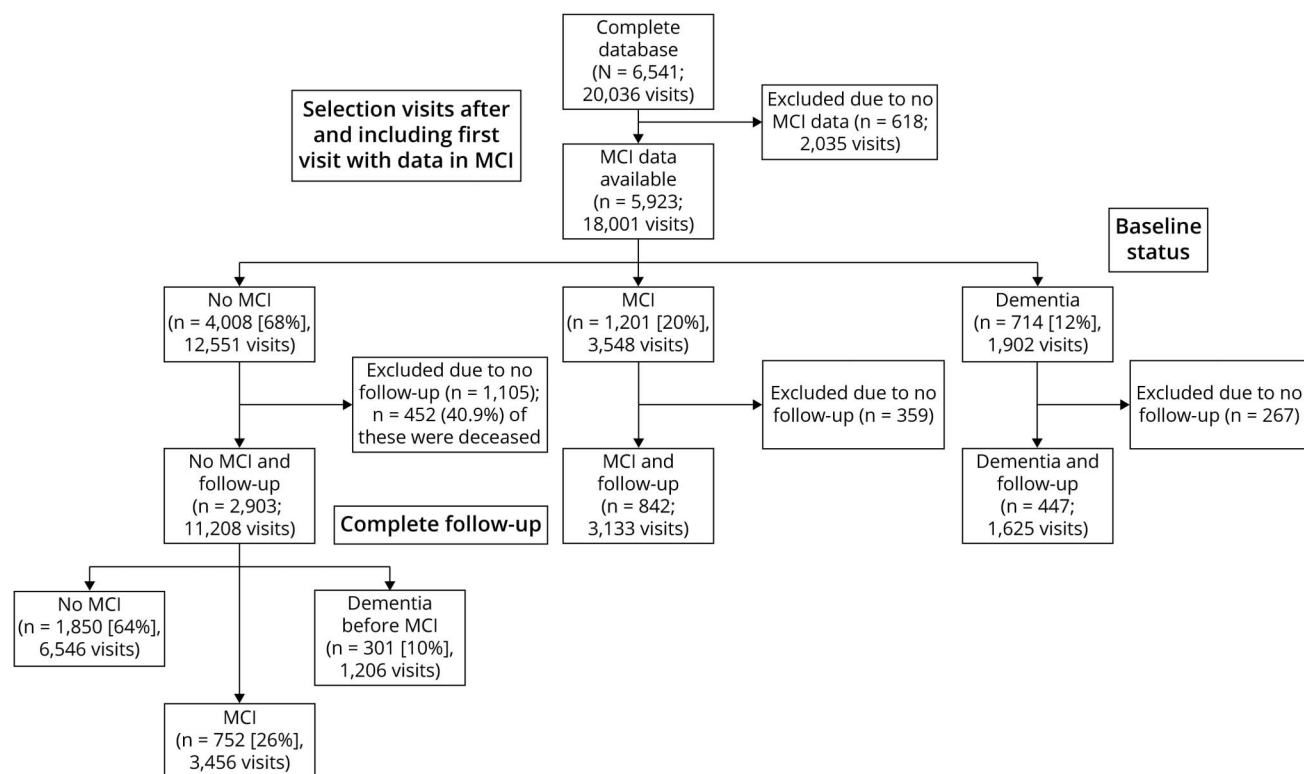 Complete
database
(N = 6,541;
20,036 visits)
Selection visits after
and including first
visit with data in MCI
Excluded due to no
MCI data (n = 618;
2,035 visits)
MCI data
available
(n = 5,923;
18,001 visits)
Baseline
status
No MCI
(n = 4,008 [68%],
12,551 visits)
MCI
(n = 1,201 [20%],
3,548 visits)
Dementia
(n = 714 [12%],
1,902 visits)
Excluded due to no
follow-up (n = 1,105);
n = 452 (40.9%) of
these were deceased
Excluded due to no
follow-up (n = 359)
Excluded due to no
follow-up (n = 267)
No MCI and
follow-up
(n = 2,903;
11,208 visits)
Complete follow-up
MCI and
follow-up
(n = 842;
3,133 visits)
Dementia and
follow-up
(n = 447;
1,625 visits)
No MCI
(n = 1,850 [64%],
6,546 visits)
Dementia
before MCI
(n = 301 [10%],
1,206 visits)
MCI
(n = 752 [26%],
3,456 visits)